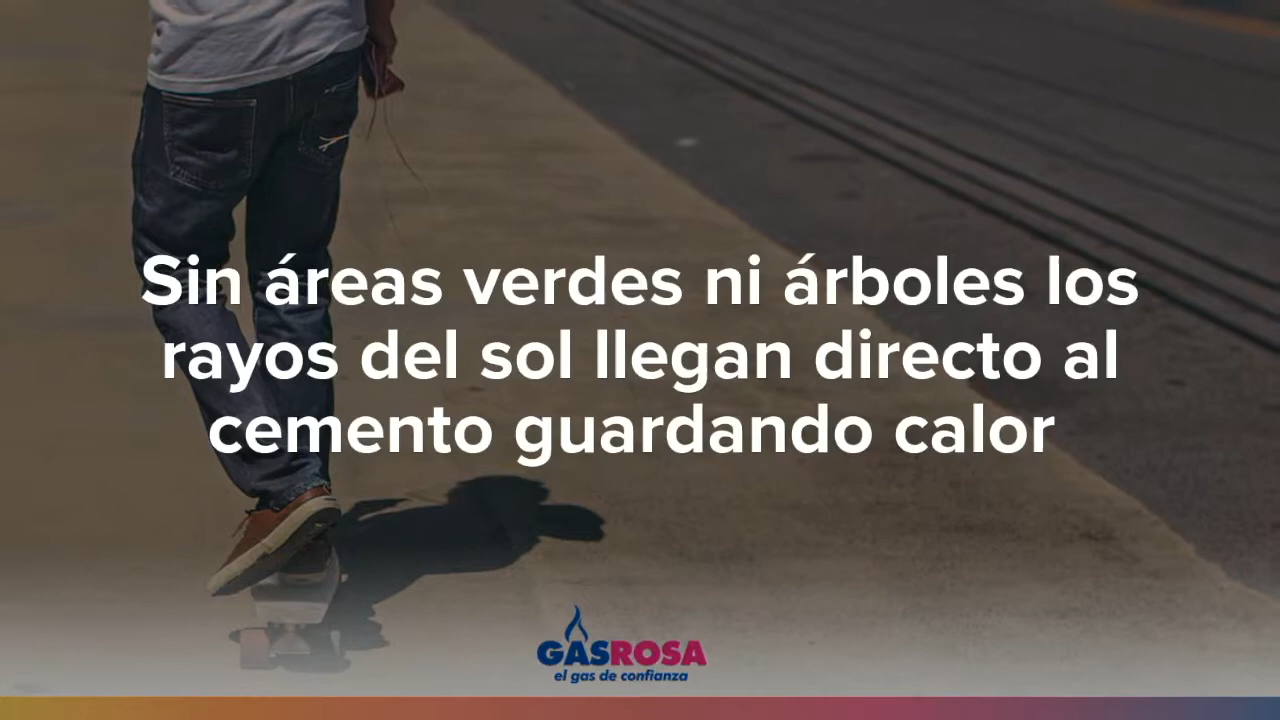 Sin áreas verdes ni árboles los
rayos del sol llegan directo al
cemento guardando calor
GASROSA
el gas de confianza